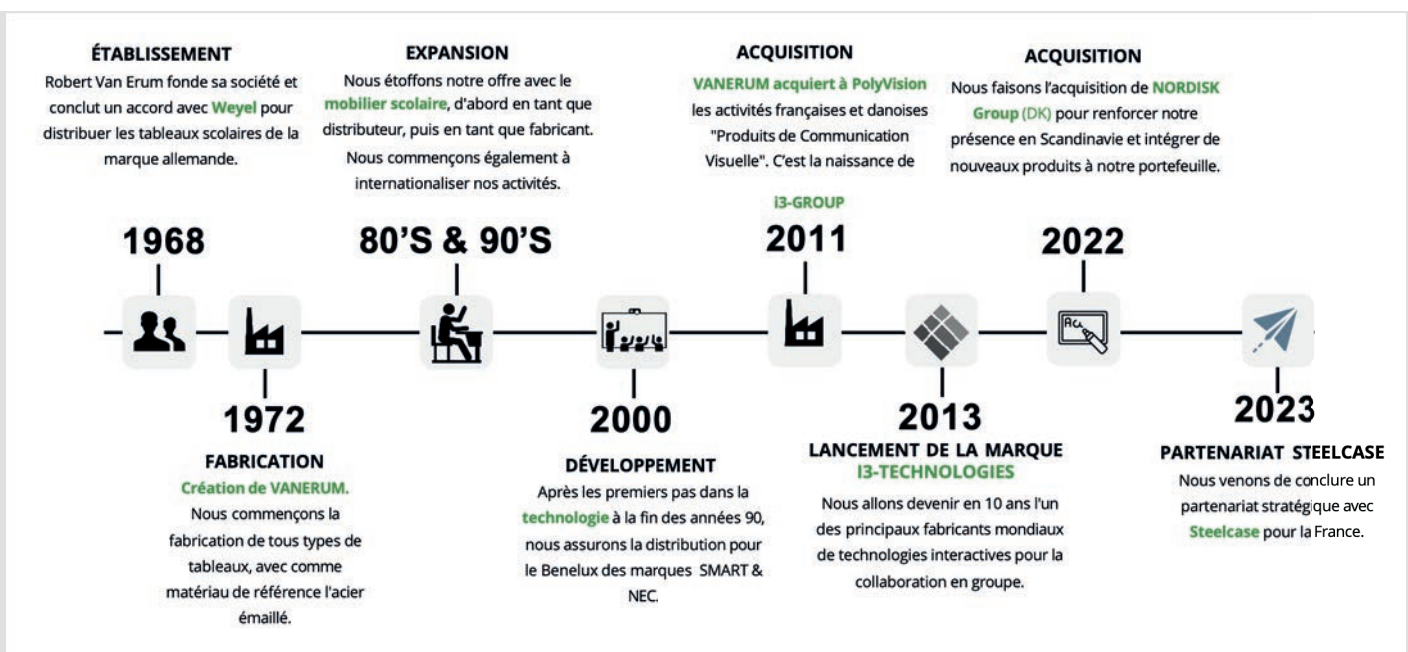 ÉTABLISSEMENT
Robert Van Erum fonde sa société et
conclut un accord avec Weyel pour
distribuer les tableaux scolaires de la
marque allemande.
1968
1972
FABRICATION
Création de VANERUM.
Nous commençons la
fabrication de tous types de
tableaux, avec comme
matériau de référence l'acier
émaillé.
EXPANSION
Nous étoffons notre offre avec le
mobilier scolaire, d'abord en tant que
distributeur, puis en tant que fabricant.
Nous commençons également à
internationaliser nos activités.
80'S & 90'S
2000
DÉVELOPPEMENT
Après les premiers pas dans la
technologie à la fin des années 90,
nous assurons la distribution pour
le Benelux des marques SMART &
NEC.
ACQUISITION
VANERUM acquiert à PolyVision
les activités françaises et danoises
"Produits de Communication
Visuelle". C'est la naissance de
i3-GROUP
2011
2013
LANCEMENT DE LA MARQUE
I3-TECHNOLOGIES
Nous allons devenir en 10 ans l'un
des principaux fabricants mondiaux
de technologies interactives pour la
collaboration en groupe.
ACQUISITION
Nous faisons l'acquisition de NORDISK
Group (DK) pour renforcer notre
présence en Scandinavie et intégrer de
nouveaux produits à notre portefeuille.
2022
2023
PARTENARIAT STEELCASE
Nous venons de conclure un
partenariat stratégique avec
Steelcase pour la France.